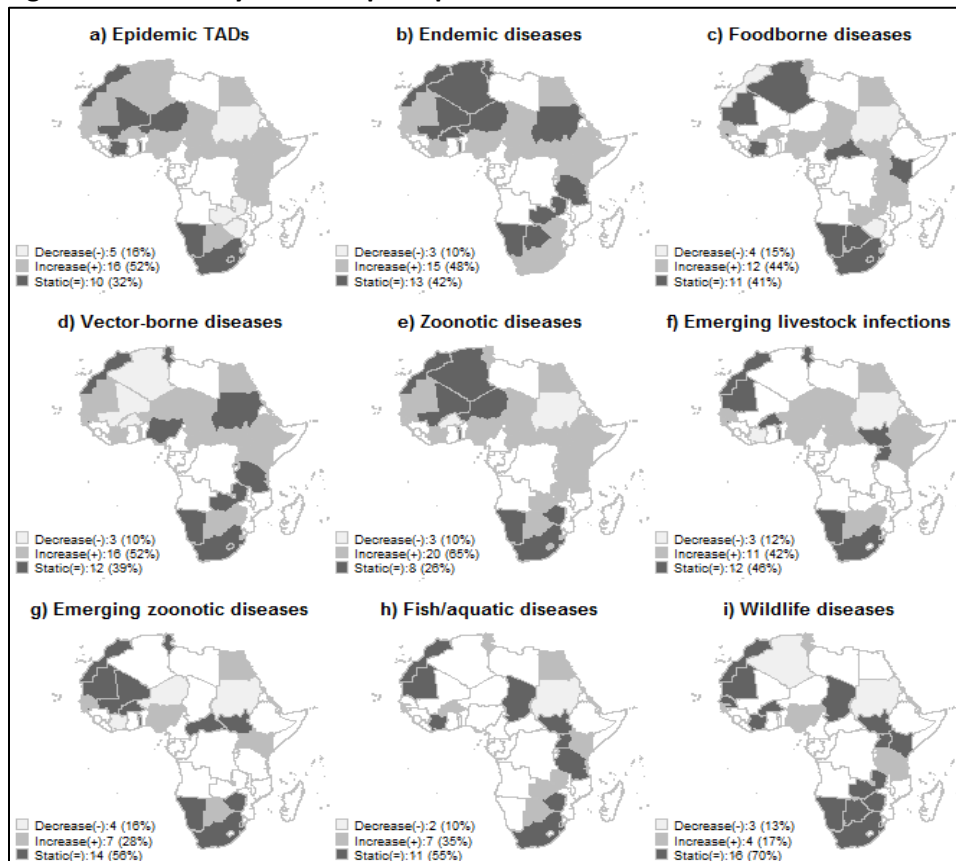 a) Epidemic TADs
b) Endemic diseases
c) Foodborne diseases
Decrease(-):5 (16%)
Increase(+):16 (52%)
Static(=):10 (32%)
Decrease(-):3 (10%)
Increase(+):15 (48%)
Static(=):13 (42%)
Decrease(-):4 (15%)
Increase(+):12 (44%)
Static(=):11 (41%)
d) Vector-borne diseases
e) Zoonotic diseases
f) Emerging livestock infections
Decrease(-):3 (10%)
Increase(+):16 (52%)
Static(=):12 (39%)
Decrease(-):3 (10%)
Increase(+):20 (65%)
Static(=):8 (26%)
Decrease(-):3 (12%)
Increase(+):11 (42%)
Static(=):12 (46%)
g) Emerging zoonotic diseases
h) Fish/aquatic diseases
i) Wildlife diseases
Decrease(-):4 (16%)
Increase(+):7 (28%)
Static(=):14 (56%)
Decrease(-):2 (10%)
Increase(+):7 (35%)
Static(=):11 (55%)
Decrease(-):3 (13%)
Increase(+):4 (17%)
Static(=):16 (70%)